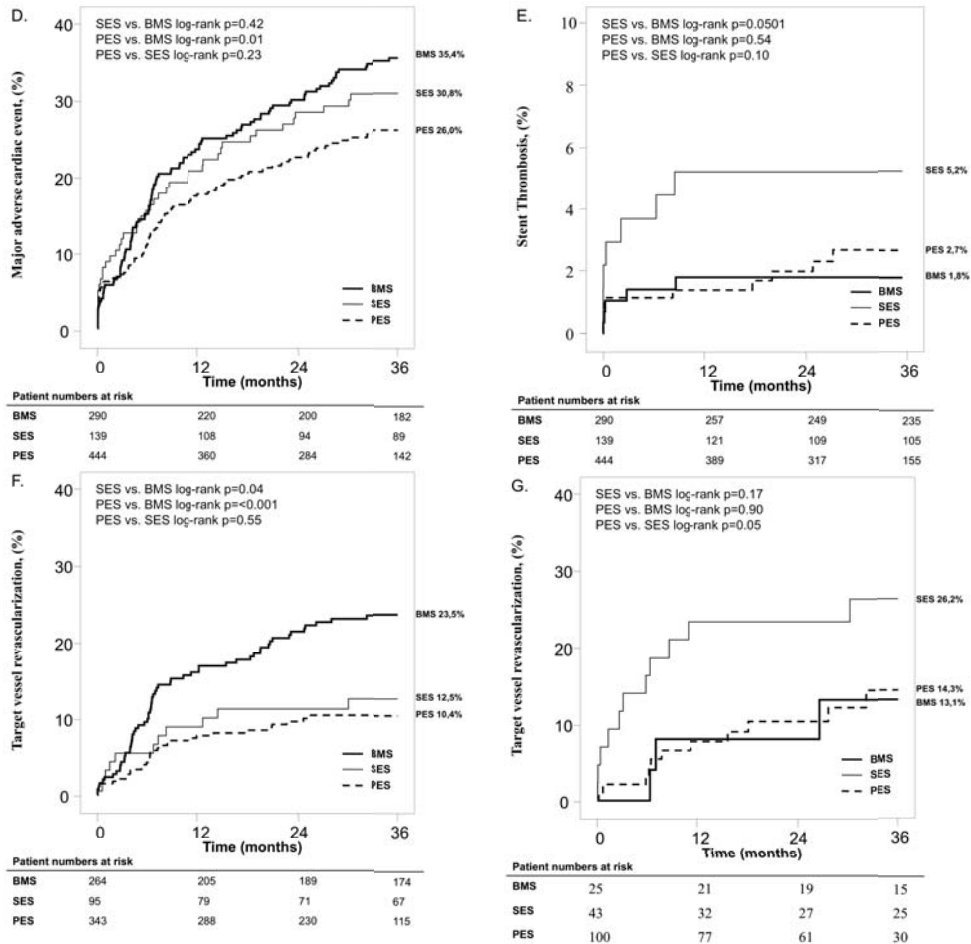 D.
SES vs. BMS log-rank p=0.42
PES vs. BMS log-rank p=0.01
PES vs. SES log-rank p=0.23
Major adverse cardiac event, (%)
40
30
20
10
0
BMS 35,4%
SES 30,8%
PES 26,0%
BMS
SES
PES
0 12 24 36
Time (months)
Patient numbers at risk
BMS 290 220 200 182
SES 139 108 94 89
PES 444 360 284 142
E.
SES vs. BMS log-rank p=0.0501
PES vs. BMS log-rank p=0.54
PES vs. SES log-rank p=0.10
Stent Thrombosis, (%)
10
8
6
4
2
0
SES 5,2%
PES 2,7%
BMS 1,8%
BMS
SES
PES
0 12 24 36
Time (months)
Patient numbers at risk
BMS 290 257 249 235
SES 139 121 109 105
PES 444 389 317 155
F.
SES vs. BMS log-rank p=0.04
PES vs. BMS log-rank p=<0.001
PES vs. SES log-rank p=0.55
Target vessel revascularization, (%)
40
30
20
10
0
BMS 23,5%
SES 12,5%
PES 10,4%
BMS
SES
PES
0 12 24 36
Time (months)
Patient numbers at risk
BMS 264 205 189 174
SES 95 79 71 67
PES 343 288 230 115
G.
SES vs. BMS log-rank p=0.17
PES vs. BMS log-rank p=0.90
PES vs. SES log-rank p=0.05
Target vessel revascularization, (%)
40
30
20
10
0
SES 26,2%
PES 14,3%
BMS 13,1%
BMS
SES
PES
0 12 24 36
Time (months)
Patient numbers at risk
BMS 25 21 19 15
SES 43 32 27 25
PES 100 77 61 30